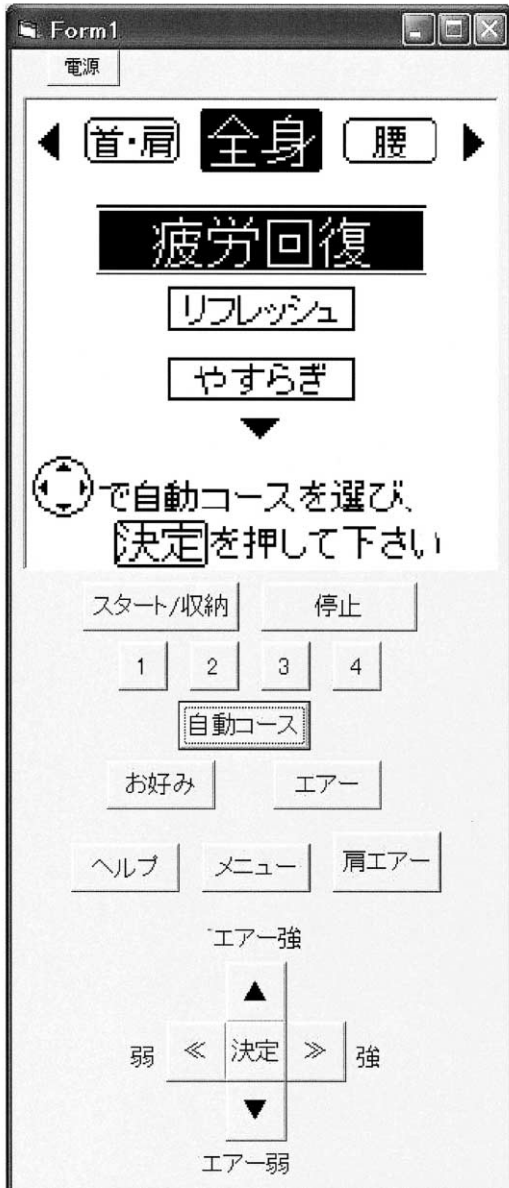 Form1
電源
首・肩 全身 腰
疲労回復
リフレッシュ
やすらぎ
で自動コースを選び、
決定を押して下さい
スタート/収納 停止
1 2 3 4
自動コース
お好み エアー
ヘルプ メニュー 肩エアー
エアー強
▲
弱 ≪ 決定 ≫ 強
▼
エアー弱